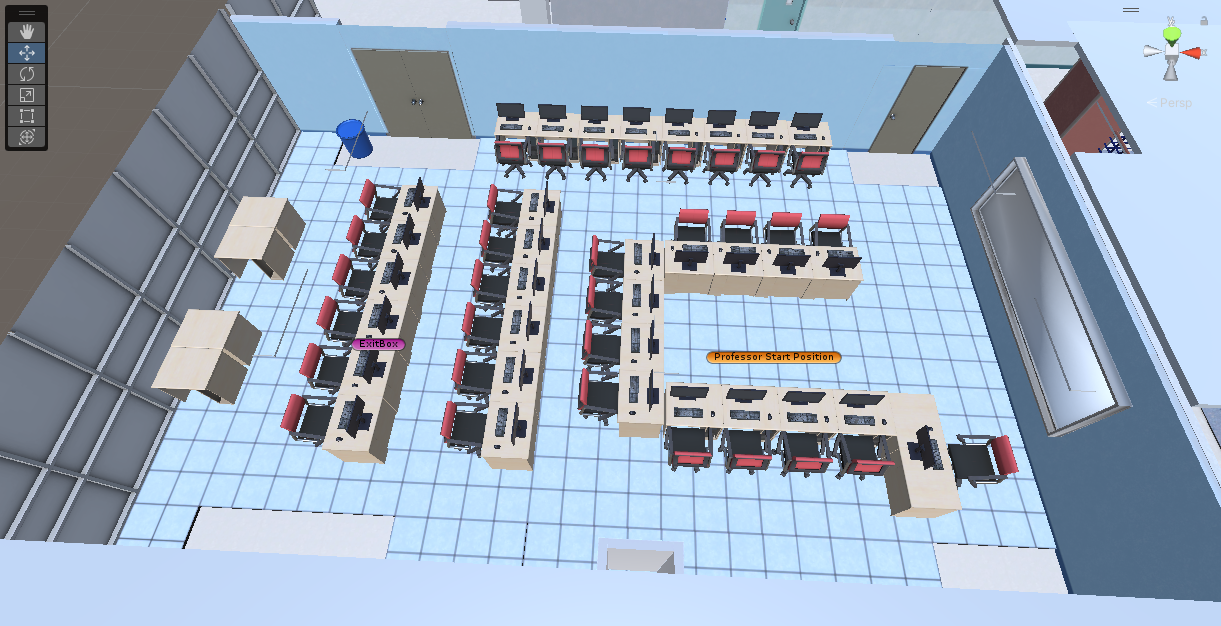 Y
X
Persp
ExitBox
Professor Start Position